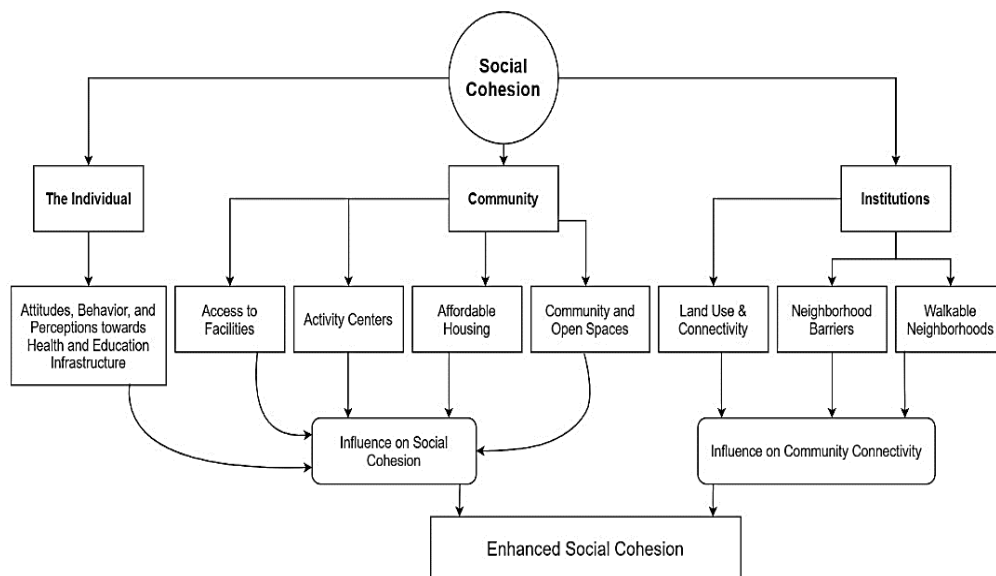 Social
Cohesion
The Individual
Community
Institutions
Attitudes, Behavior, and
Perceptions towards
Health and Education
Infrastructure
Access to
Facilities
Activity Centers
Affordable
Housing
Community and
Open Spaces
Land Use &
Connectivity
Neighborhood
Barriers
Walkable
Neighborhoods
Influence on Social
Cohesion
Influence on Community Connectivity
Enhanced Social Cohesion